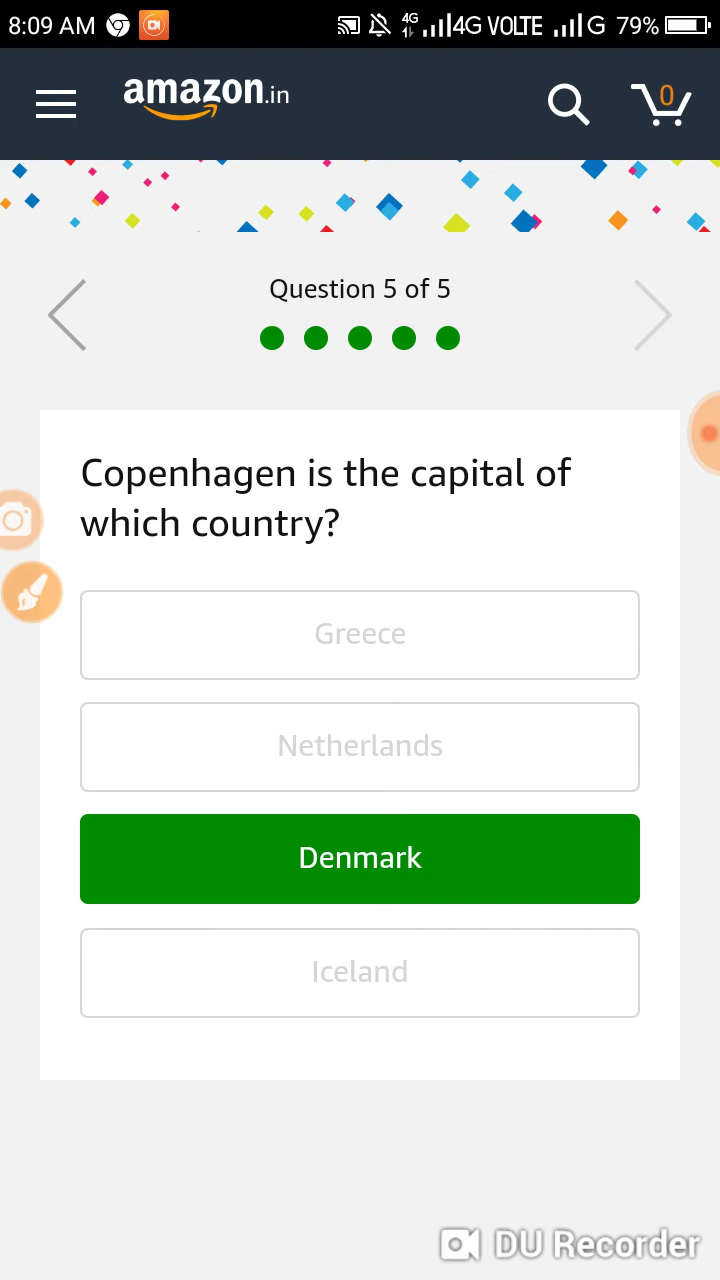 8:09 AM 4G 4G VOLTE G 79%
amazon.in
0
Question 5 of 5
Copenhagen is the capital of
which country?
Greece
Netherlands
Denmark
Iceland
DU Recorder